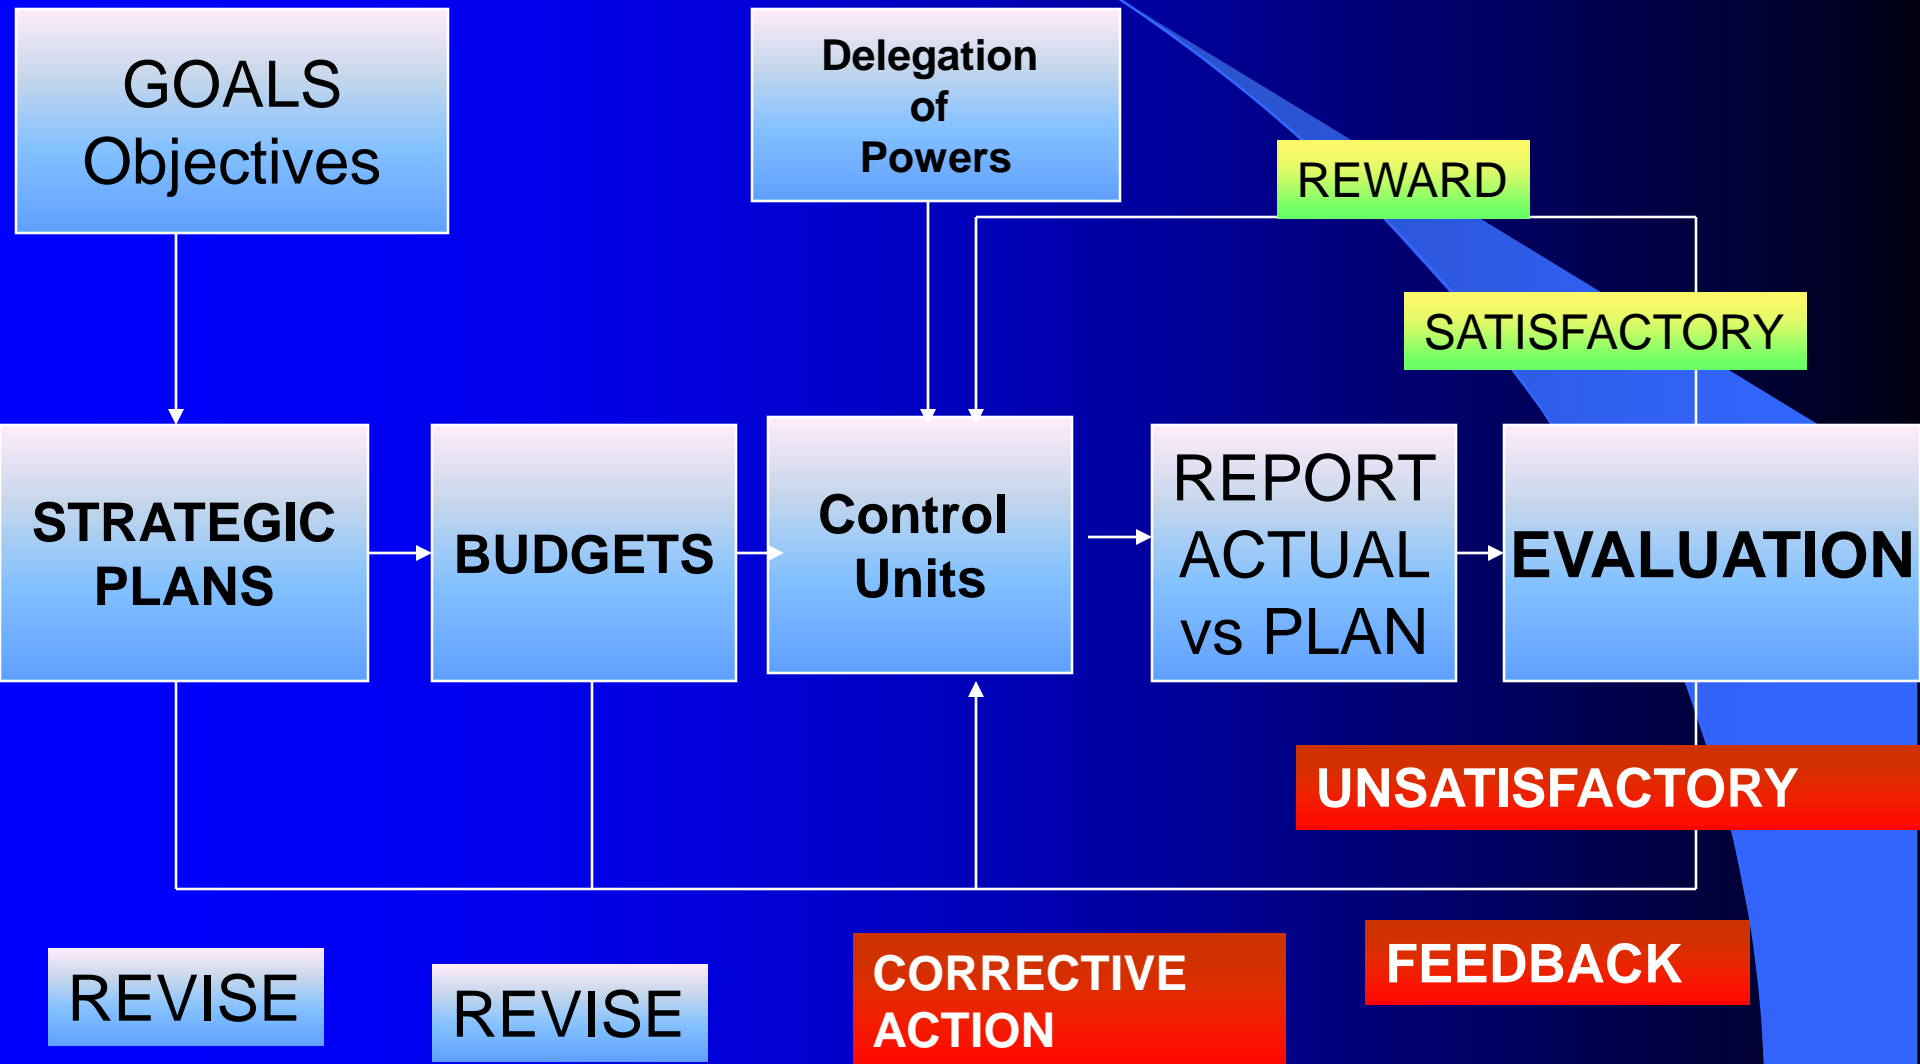 GOALS
Objectives
Delegation
of
Powers
REWARD
SATISFACTORY
STRATEGIC
PLANS
BUDGETS
Control
Units
REPORT
ACTUAL
vs PLAN
EVALUATION
UNSATISFACTORY
REVISE
REVISE
CORRECTIVE
ACTION
FEEDBACK